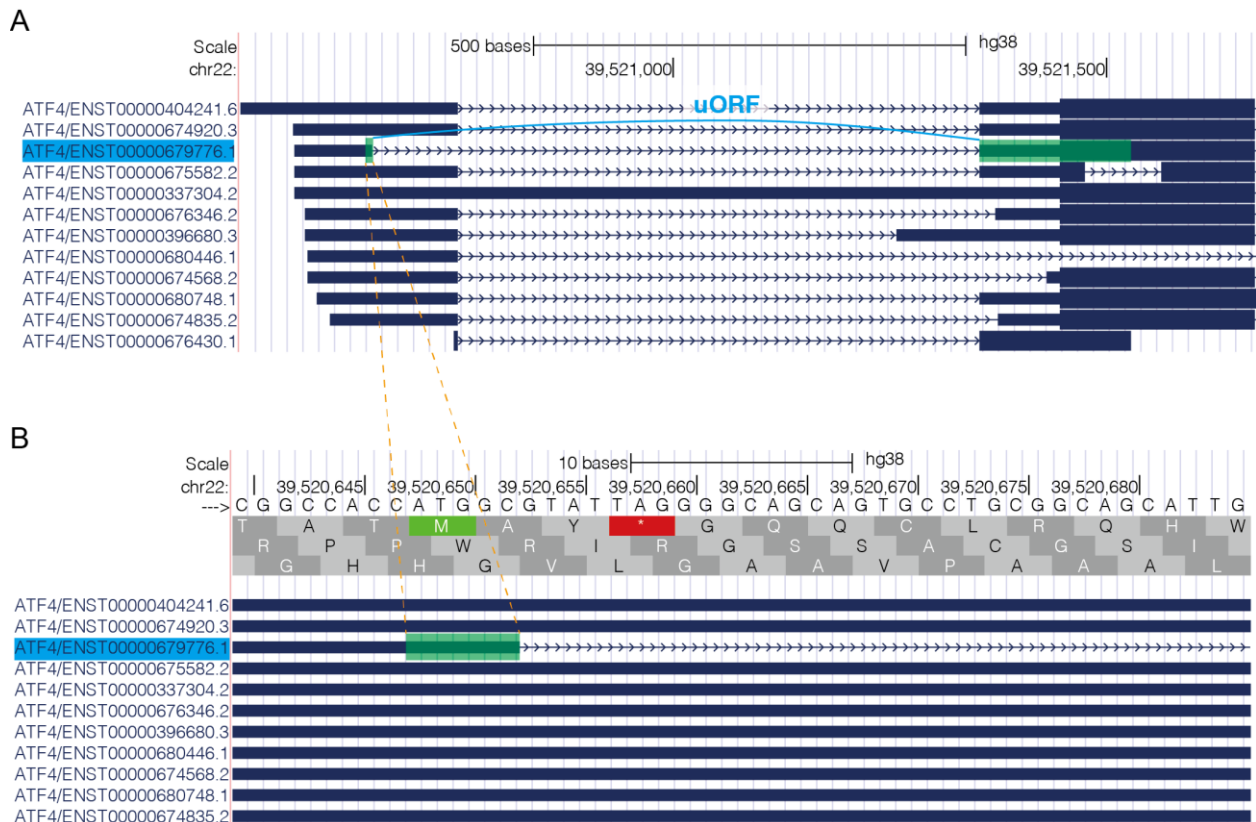 A
Scale 500 bases hg38
chr22: 39,521,000 39,521,500
ATF4/ENST00000404241.6 uORF
ATF4/ENST00000674920.3
ATF4/ENST00000679776.1
ATF4/ENST00000675582.2
ATF4/ENST00000337304.2
ATF4/ENST00000676346.2
ATF4/ENST00000396680.3
ATF4/ENST00000680446.1
ATF4/ENST00000674568.2
ATF4/ENST00000680748.1
ATF4/ENST00000674835.2
ATF4/ENST00000676430.1
B
Scale 10 bases hg38
chr22: 39,520,645 39,520,650 39,520,655 39,520,660 39,520,665 39,520,670 39,520,675 39,520,680
---> C G G C C A C C A T G G C G T A T T A G G G G C A G C A G T G C C T G C G G C A G C A T T G
T A T M A Y * G Q Q C L R Q H W
R P P W R I R G S S A C G S I
G H H G V L G A A V P A A A L
ATF4/ENST00000404241.6
ATF4/ENST00000674920.3
ATF4/ENST00000679776.1
ATF4/ENST00000675582.2
ATF4/ENST00000337304.2
ATF4/ENST00000676346.2
ATF4/ENST00000396680.3
ATF4/ENST00000680446.1
ATF4/ENST00000674568.2
ATF4/ENST00000680748.1
ATF4/ENST00000674835.2